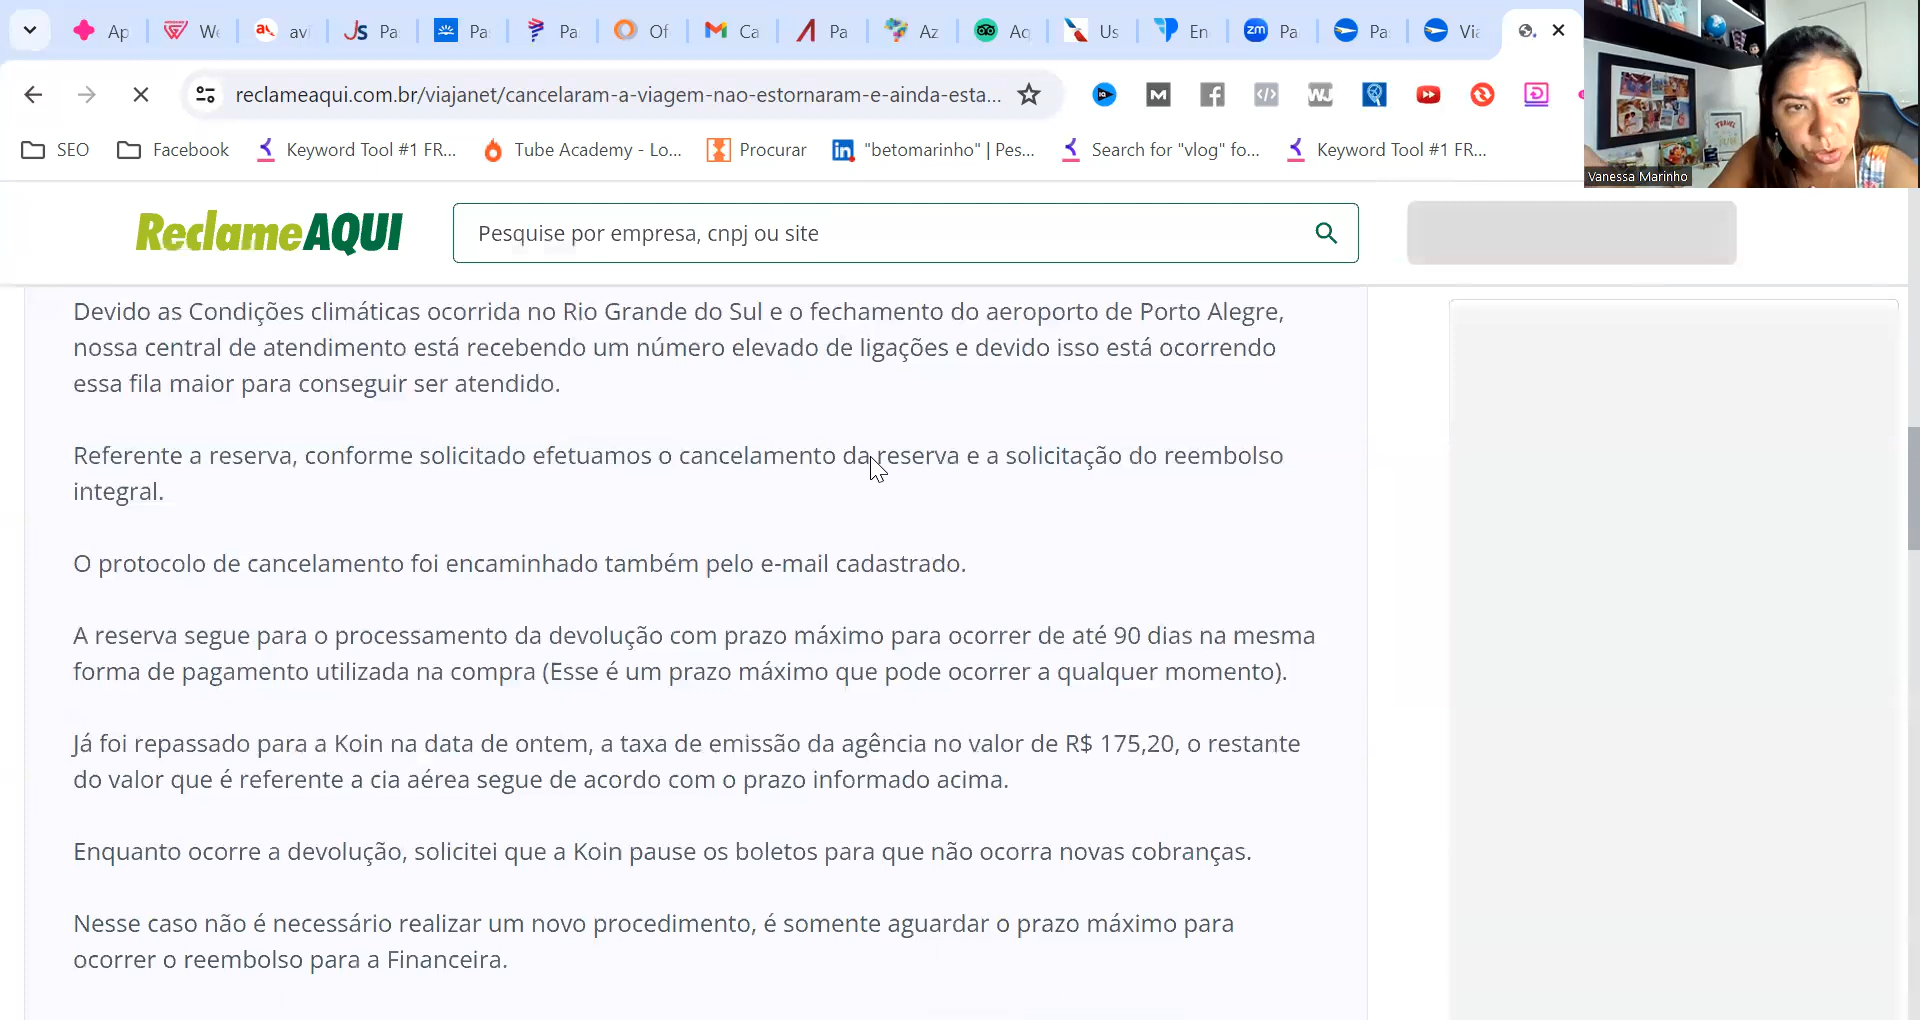 Ap
We
av
Pa
Pa
Pa
Of
Ca
Pa
Az
Aq
Us
En
zm Pa
Pa
Via
reclameaqui.com.br/viajanet/cancelaram-a-viagem-nao-estornaram-e-ainda-esta...
SEO
Facebook
Keyword Tool #1 FR...
Tube Academy - Lo...
Procurar
"betomarinho" | Pes...
Search for "vlog" fo...
Keyword Tool #1 FR...
Vanessa Marinho
ReclameAQUI
Pesquise por empresa, cnpj ou site
Devido as Condições climáticas ocorrida no Rio Grande do Sul e o fechamento do aeroporto de Porto Alegre,
nossa central de atendimento está recebendo um número elevado de ligações e devido isso está ocorrendo
essa fila maior para conseguir ser atendido.
Referente a reserva, conforme solicitado efetuamos o cancelamento da reserva e a solicitação do reembolso
integral.
O protocolo de cancelamento foi encaminhado também pelo e-mail cadastrado.
A reserva segue para o processamento da devolução com prazo máximo para ocorrer de até 90 dias na mesma
forma de pagamento utilizada na compra (Esse é um prazo máximo que pode ocorrer a qualquer momento).
Já foi repassado para a Koin na data de ontem, a taxa de emissão da agência no valor de R$ 175,20, o restante
do valor que é referente a cia aérea segue de acordo com o prazo informado acima.
Enquanto ocorre a devolução, solicitei que a Koin pause os boletos para que não ocorra novas cobranças.
Nesse caso não é necessário realizar um novo procedimento, é somente aguardar o prazo máximo para
ocorrer o reembolso para a Financeira.